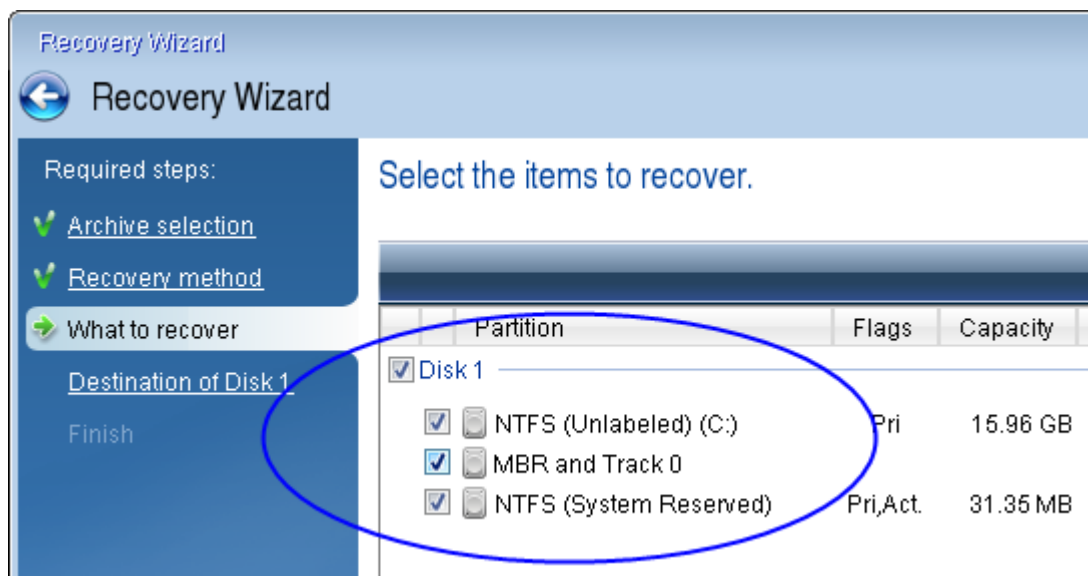 Recovery Wizard
Recovery Wizard
Required steps:
Archive selection
Recovery method
What to recover
Destination of Disk 1
Finish
Select the items to recover.
Partition Flags Capacity
Disk 1
NTFS (Unlabeled) (C:) Pri 15.96 GB
MBR and Track 0
NTFS (System Reserved) Pri,Act. 31.35 MB